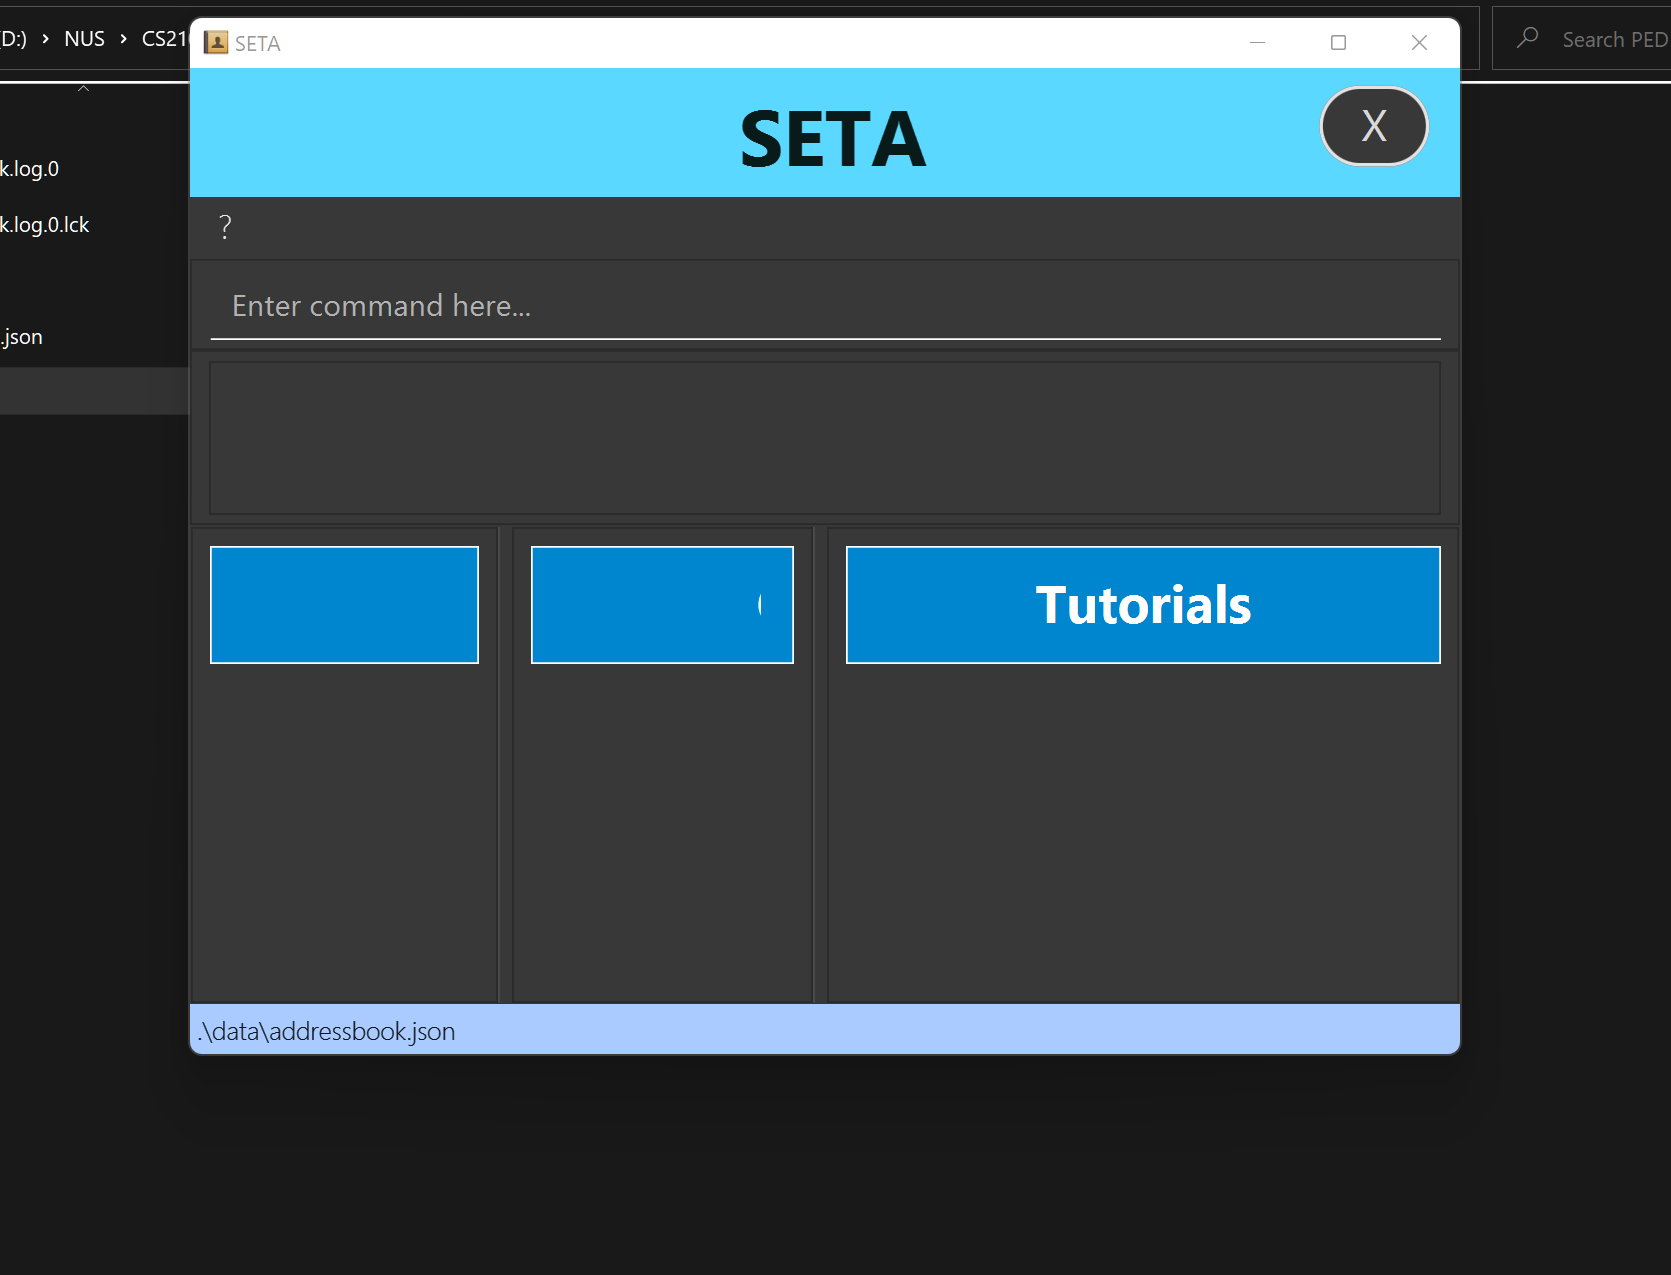 D:) › NUS › CS21
Search PED
k.log.0
k.log.0.lck
.json
SETA
SETA
X
?
Enter command here...
Tutorials
.\data\addressbook.json